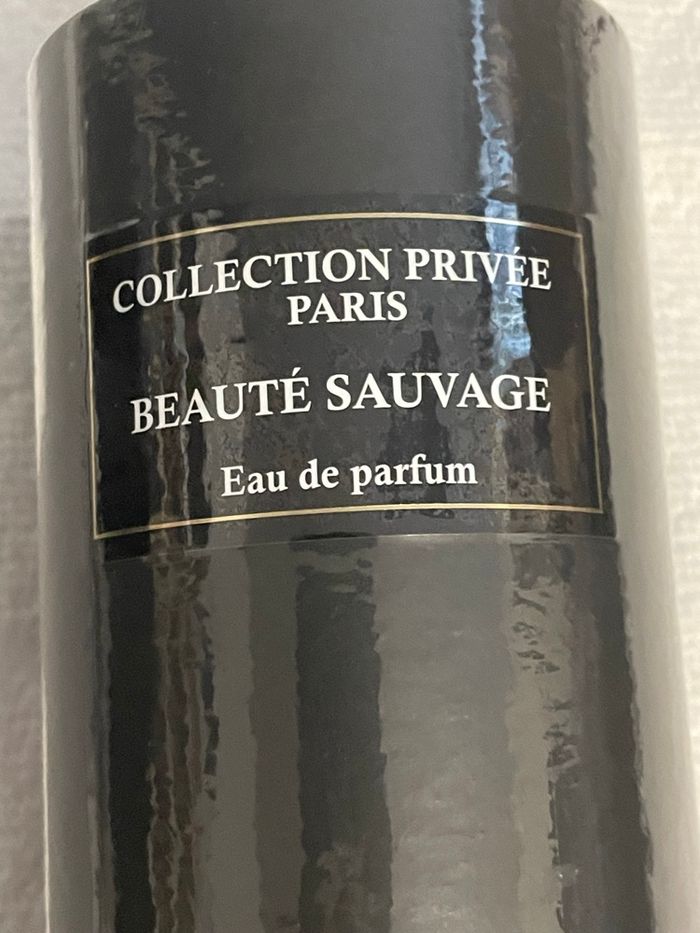 COLLECTION PRIVÉE
PARIS
BEAUTÉ SAUVAGE
Eau de parfum